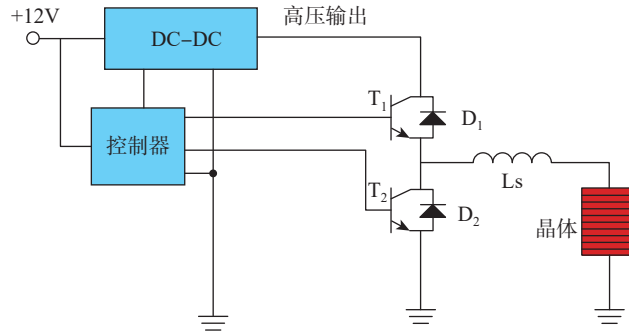 +12V
DC-DC
高压输出
控制器
T₁
D₁
T₂
D₂
Ls
晶体